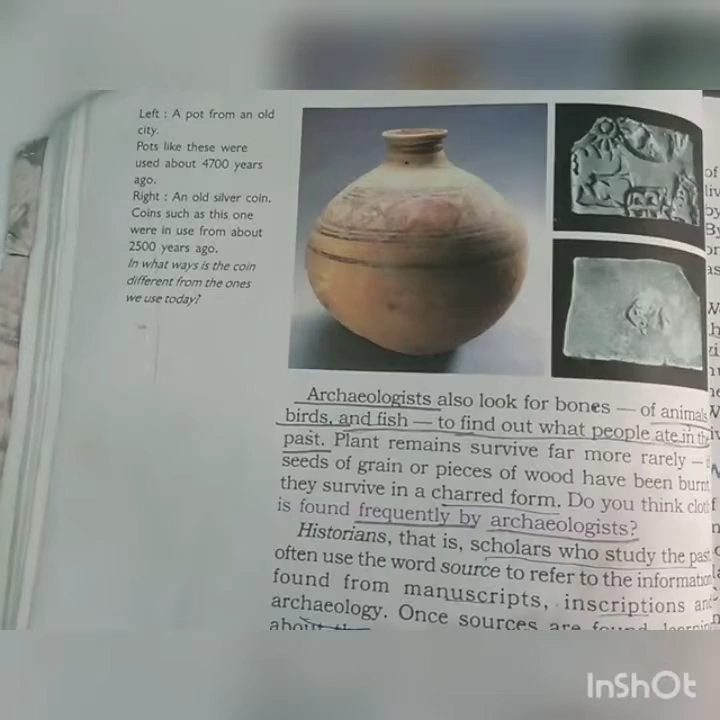 Left : A pot from an old
city.
Pots like these were
used about 4700 years
ago.
Right : An old silver coin.
Coins such as this one
were in use from about
2500 years ago.
In what ways is the coin
different from the ones
we use today?
Archaeologists also look for bones — of animals
birds, and fish — to find out what people ate in
past. Plant remains survive far more rarely —
seeds of grain or pieces of wood have been burnt
they survive in a charred form. Do you think
is found frequently by archaeologists?
Historians, that is, scholars who study the past
often use the word source to refer to the information
found from manuscripts, inscriptions and
archaeology. Once sources are
about
of
By
InShOt